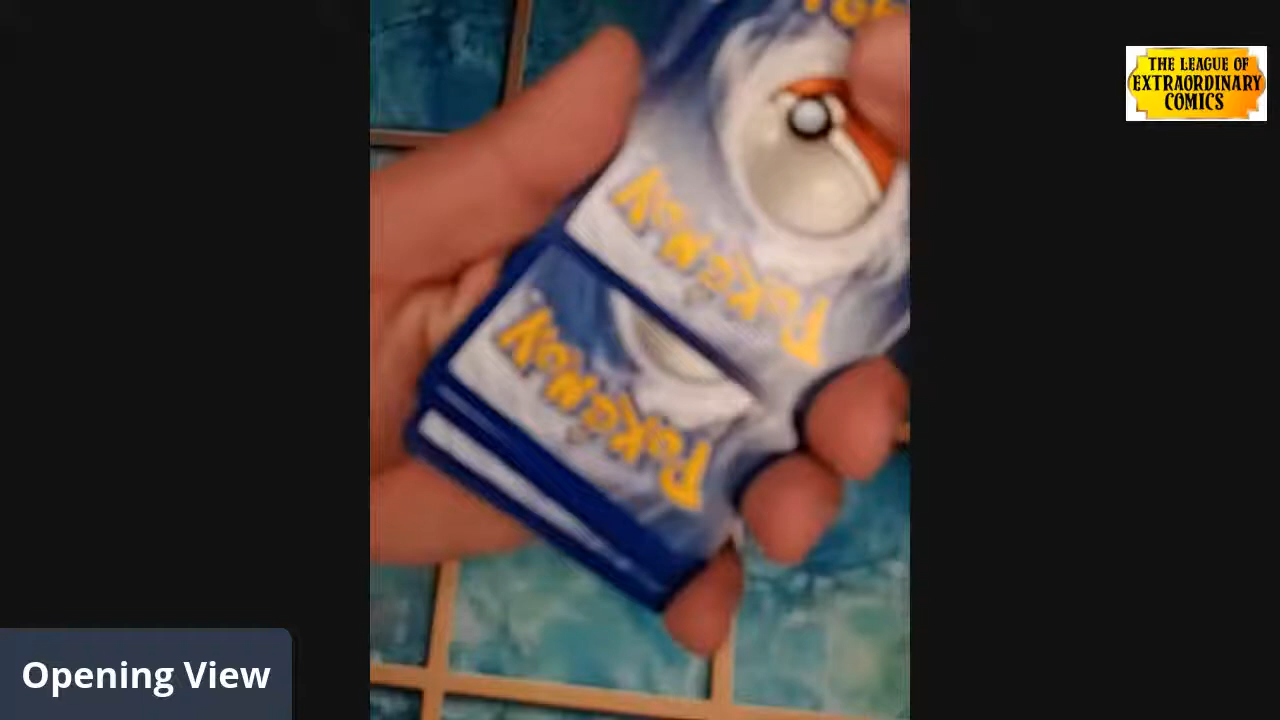 THE LEAGUE OF
EXTRAORDINARY
COMICS
POKéMON
POKéMON
Opening View